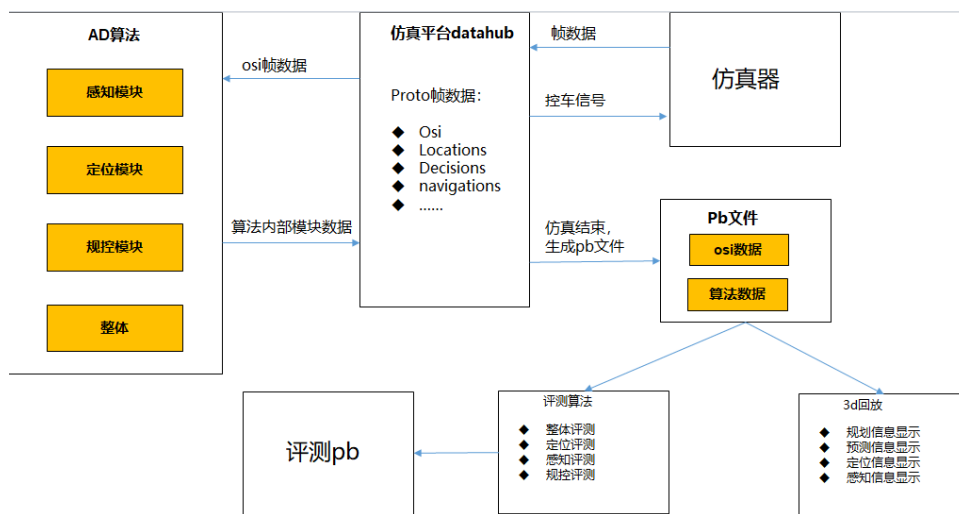 AD算法
感知模块
定位模块
规控模块
整体
osi帧数据
算法内部模块数据
仿真平台datahub
Proto帧数据：
◆ Osi
◆ Locations
◆ Decisions
◆ navigations
◆ ......
帧数据
控车信号
仿真器
仿真结束，
生成pb文件
Pb文件
osi数据
算法数据
评测pb
评测算法
◆ 整体评测
◆ 定位评测
◆ 感知评测
◆ 规控评测
3d回放
◆ 规划信息显示
◆ 预测信息显示
◆ 定位信息显示
◆ 感知信息显示